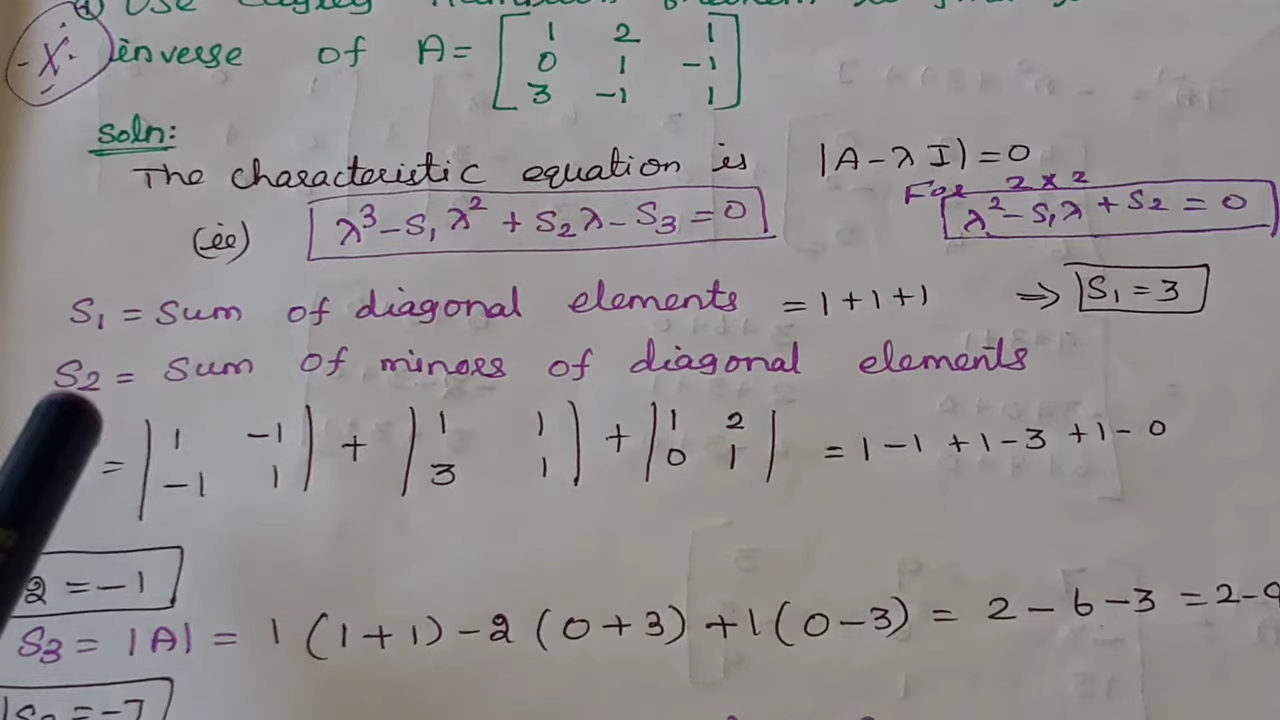 inverse of A = [ 1 2 1
0 1 -1
3 -1 1 ]
-X-
Soln:
The characteristic equation is |A-λI|=0
(ie) λ³-S₁λ²+S₂λ-S₃=0
For 2×2
λ²-S₁λ+S₂=0
S₁ = Sum of diagonal elements = 1+1+1 ⇒ S₁=3
S₂ = Sum of minors of diagonal elements
= |1 -1| + |1 1| + |1 2| = 1-1+1-3+1-0
|-1 1| |3 1| |0 1|
2 = -1
S₃ = |A| = 1(1+1)-2(0+3)+1(0-3) = 2-6-3 = 2-9
S₃ = -7